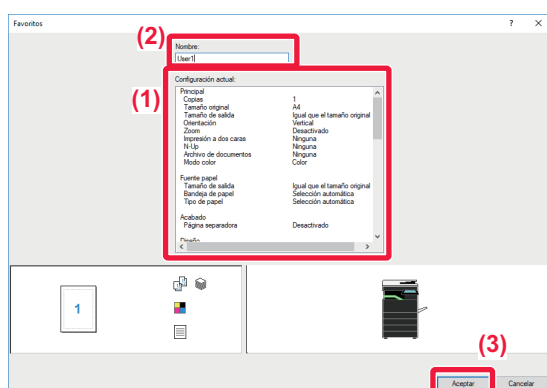 Favoritos
? ×
(2)
Nombre:
User1
(1)
Configuración actual:
Principal
Copias 1
Tamaño original A4
Tamaño de salida Igual que el tamaño original
Orientación Vertical
Zoom Desactivado
Impresión a dos caras Ninguna
N-Up Ninguna
Archivo de documentos Ninguna
Modo color Color
Fuente papel
Tamaño de salida Igual que el tamaño original
Bandeja de papel Selección automática
Tipo de papel Selección automática
Acabado
Página separadora Desactivado
Diseño
1
(3)
Aceptar Cancelar